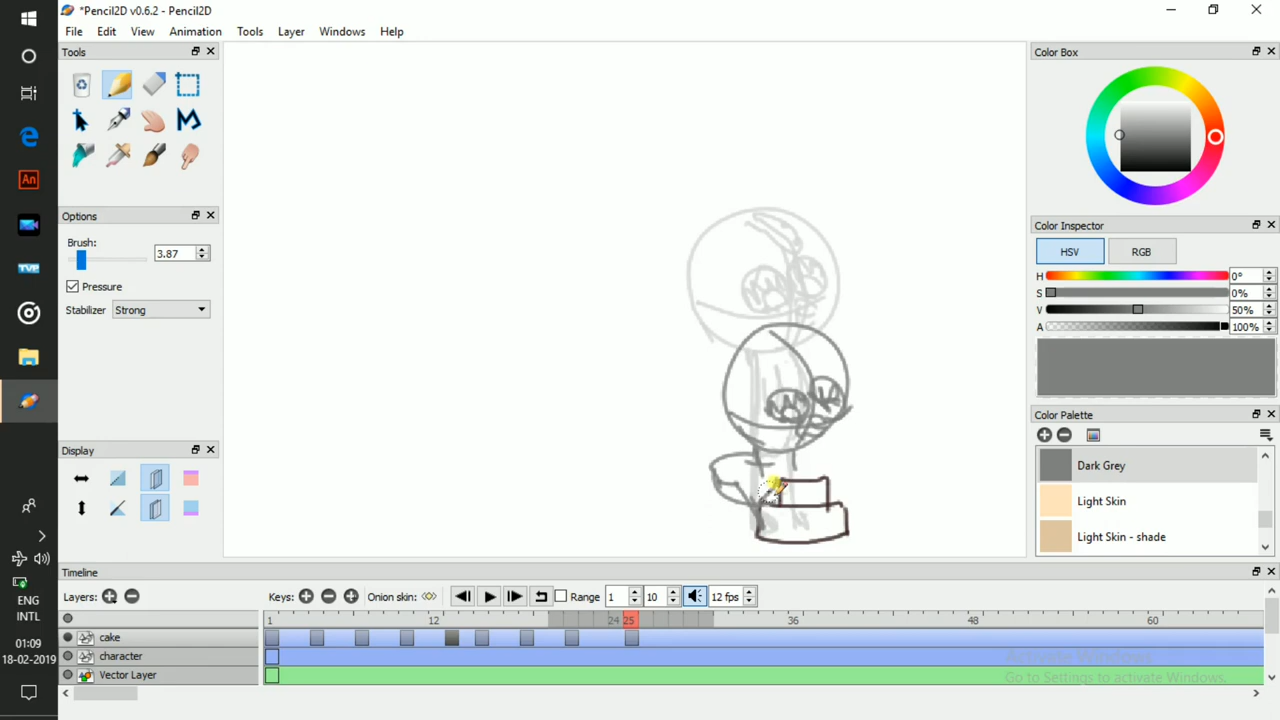 *Pencil2D v0.6.2 - Pencil2D
File Edit View Animation Tools Layer Windows Help
Tools
Color Box
An
Options
Brush:
3.87
Pressure
Stabilizer Strong
TVP
Color Inspector
HSV RGB
H 0°
S 0%
V 50%
A 100%
Color Palette
Dark Grey
Light Skin
Light Skin - shade
Display
Timeline
Layers: Keys: Onion skin: Range 1 10 12 fps
1 12 24 25 36 48 60
cake
character
Vector Layer
ENG
INTL
01:09
18-02-2019
Activate Windows
Go to Settings to activate Windows.